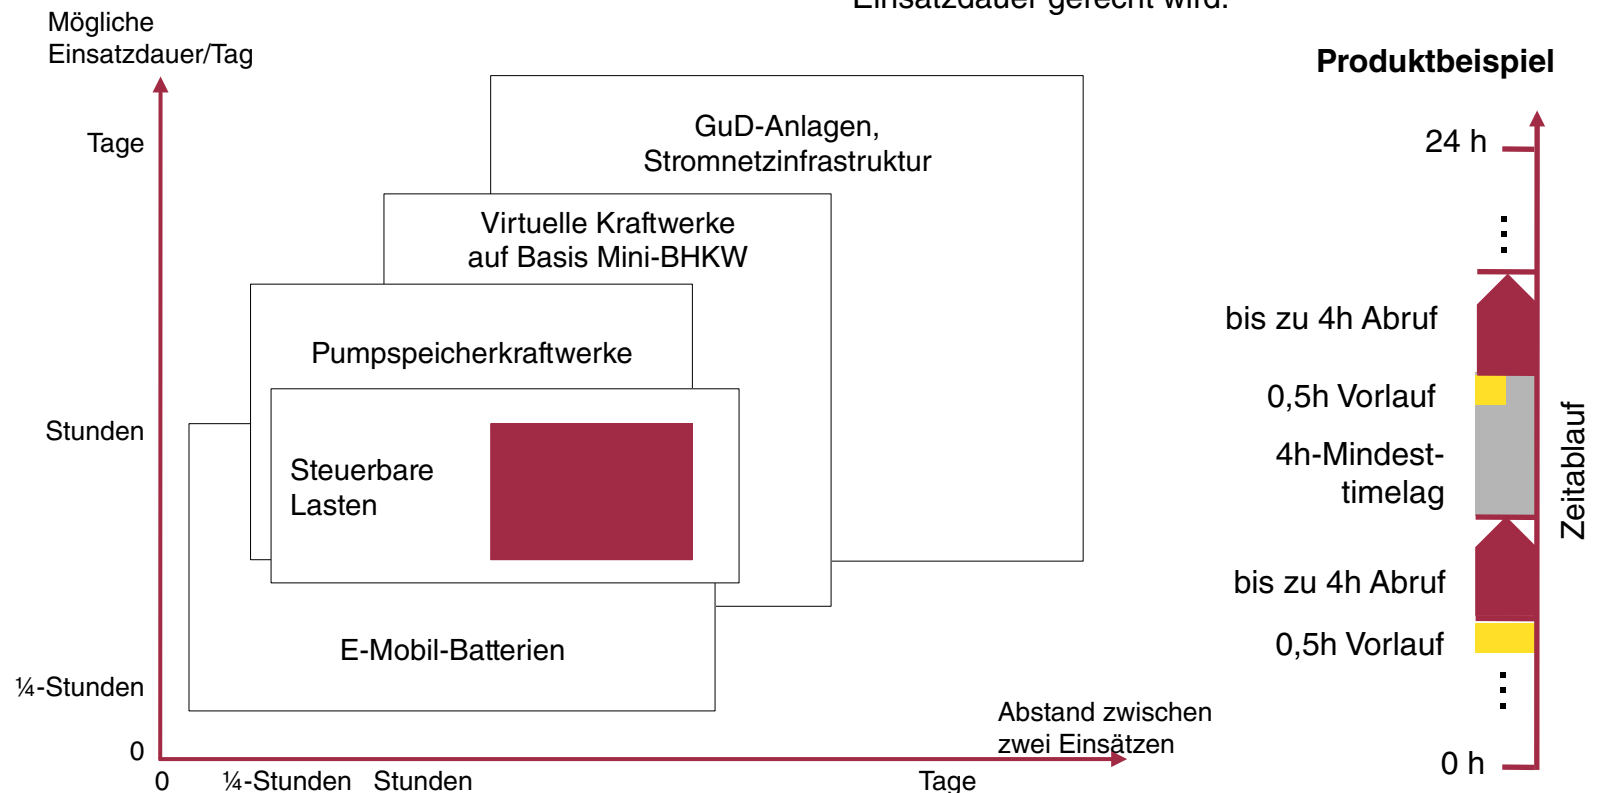 Einsatzdauer gerecht wird.
Mögliche
Einsatzdauer/Tag
Tage
Stunden
¼-Stunden
0
GuD-Anlagen,
Stromnetzinfrastruktur
Virtuelle Kraftwerke
auf Basis Mini-BHKW
Pumpspeicherkraftwerke
Steuerbare
Lasten
E-Mobil-Batterien
Abstand zwischen
zwei Einsätzen
0 ¼-Stunden Stunden Tage
Produktbeispiel
24 h
bis zu 4h Abruf
0,5h Vorlauf
4h-Mindest-
timelag
bis zu 4h Abruf
0,5h Vorlauf
0 h
Zeitablauf